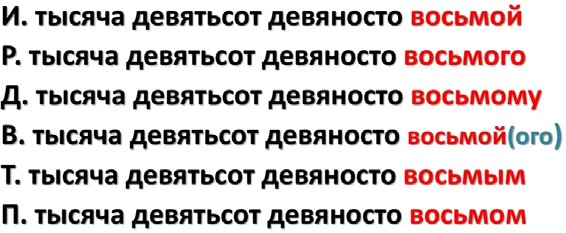 И. тысяча девятьсот девяносто восьмой
Р. тысяча девятьсот девяносто восьмого
Д. тысяча девятьсот девяносто восьмому
В. тысяча девятьсот девяносто восьмой(ого)
Т. тысяча девятьсот девяносто восьмым
П. тысяча девятьсот девяносто восьмом